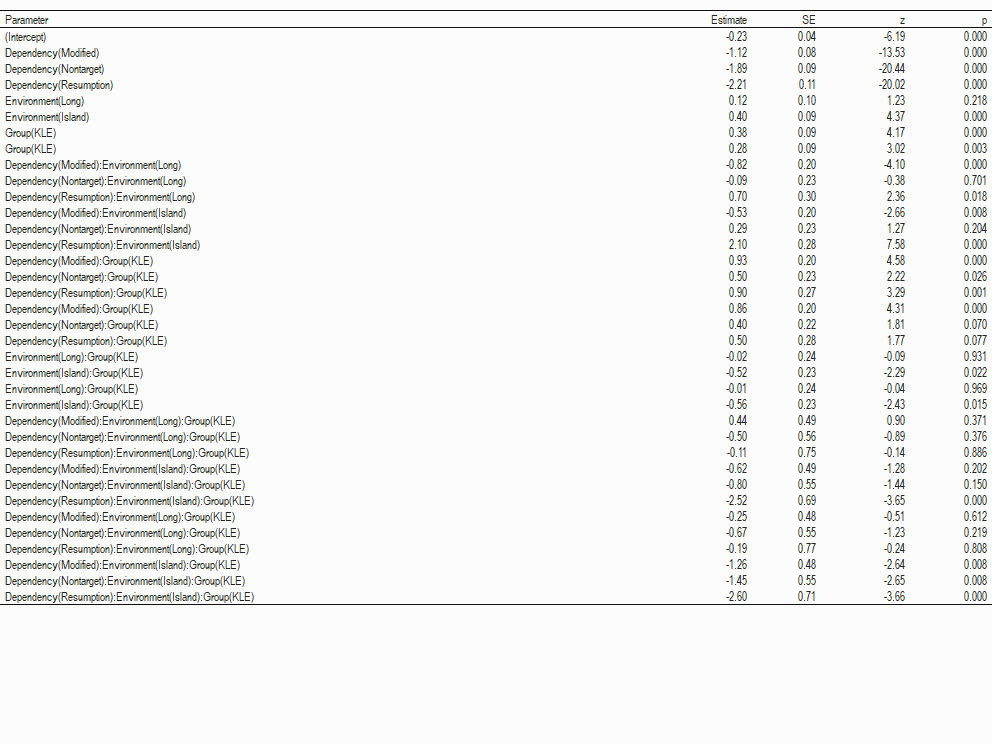 Parameter Estimate SE z p
(Intercept) -0.23 0.04 -6.19 0.000
Dependency(Modified) -1.12 0.08 -13.53 0.000
Dependency(Nontarget) -1.89 0.09 -20.44 0.000
Dependency(Resumption) -2.21 0.11 -20.02 0.000
Environment(Long) 0.12 0.10 1.23 0.218
Environment(Island) 0.40 0.09 4.37 0.000
Group(KLE) 0.38 0.09 4.17 0.000
Group(KLE) 0.28 0.09 3.02 0.003
Dependency(Modified):Environment(Long) -0.82 0.20 -4.10 0.000
Dependency(Nontarget):Environment(Long) -0.09 0.23 -0.38 0.701
Dependency(Resumption):Environment(Long) 0.70 0.30 2.36 0.018
Dependency(Modified):Environment(Island) -0.53 0.20 -2.66 0.008
Dependency(Nontarget):Environment(Island) 0.29 0.23 1.27 0.204
Dependency(Resumption):Environment(Island) 2.10 0.28 7.58 0.000
Dependency(Modified):Group(KLE) 0.93 0.20 4.58 0.000
Dependency(Nontarget):Group(KLE) 0.50 0.23 2.22 0.026
Dependency(Resumption):Group(KLE) 0.90 0.27 3.29 0.001
Dependency(Modified):Group(KLE) 0.86 0.20 4.31 0.000
Dependency(Nontarget):Group(KLE) 0.40 0.22 1.81 0.070
Dependency(Resumption):Group(KLE) 0.50 0.28 1.77 0.077
Environment(Long):Group(KLE) -0.02 0.24 -0.09 0.931
Environment(Island):Group(KLE) -0.52 0.23 -2.29 0.022
Environment(Long):Group(KLE) -0.01 0.24 -0.04 0.969
Environment(Island):Group(KLE) -0.56 0.23 -2.43 0.015
Dependency(Modified):Environment(Long):Group(KLE) 0.44 0.49 0.90 0.371
Dependency(Nontarget):Environment(Long):Group(KLE) -0.50 0.56 -0.89 0.376
Dependency(Resumption):Environment(Long):Group(KLE) -0.11 0.75 -0.14 0.886
Dependency(Modified):Environment(Island):Group(KLE) -0.62 0.49 -1.28 0.202
Dependency(Nontarget):Environment(Island):Group(KLE) -0.80 0.55 -1.44 0.150
Dependency(Resumption):Environment(Island):Group(KLE) -2.52 0.69 -3.65 0.000
Dependency(Modified):Environment(Long):Group(KLE) -0.25 0.48 -0.51 0.612
Dependency(Nontarget):Environment(Long):Group(KLE) -0.67 0.55 -1.23 0.219
Dependency(Resumption):Environment(Long):Group(KLE) -0.19 0.77 -0.24 0.808
Dependency(Modified):Environment(Island):Group(KLE) -1.26 0.48 -2.64 0.008
Dependency(Nontarget):Environment(Island):Group(KLE) -1.45 0.55 -2.65 0.008
Dependency(Resumption):Environment(Island):Group(KLE) -2.60 0.71 -3.66 0.000